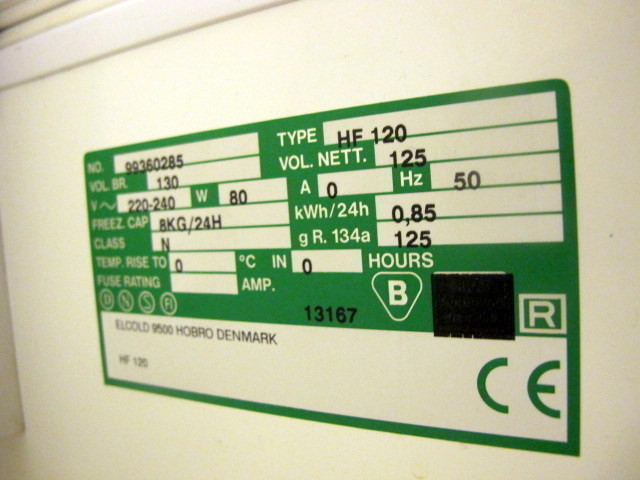 NO. 99360285 TYPE HF 120
VOL. BR. 130 VOL. NETT. 125
V~ 220-240 W 80 A 0 Hz 50
FREEZ. CAP 8KG/24H kWh/24h 0,85
CLASS N g R. 134a 125
TEMP. RISE TO 0 °C IN 0 HOURS
FUSE RATING AMP.
D N S FI 13167 B R
ELCOLD 9500 HOBRO DENMARK
HF 120 CE